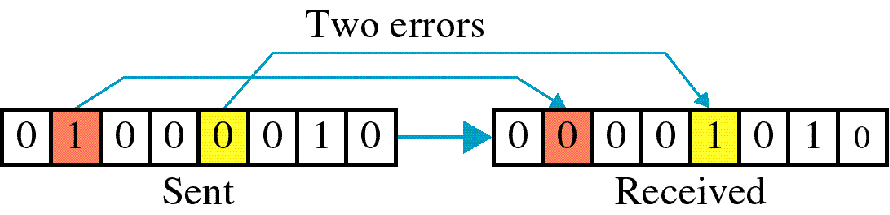 Two errors
0 1 0 0 0 0 1 0 0 0 0 0 1 0 1 0
Sent Received